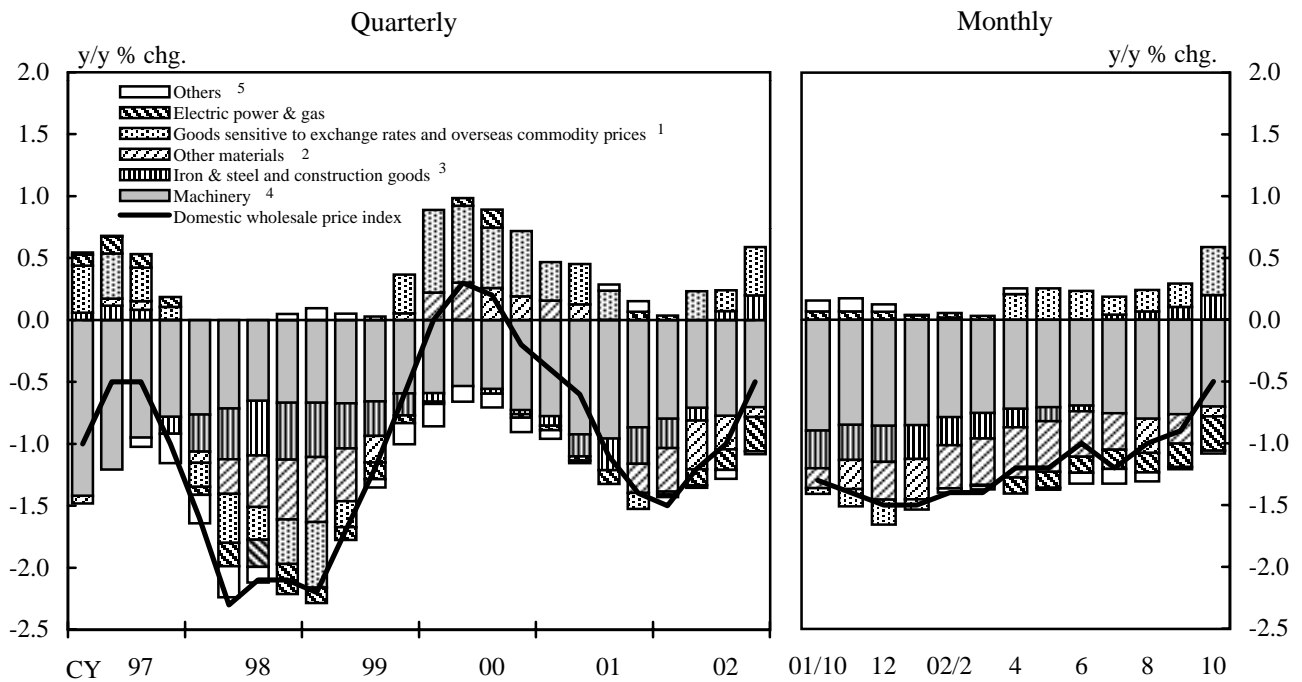 Quarterly
Monthly
y/y % chg.
y/y % chg.
2.0
1.5
1.0
0.5
0.0
-0.5
-1.0
-1.5
-2.0
-2.5
Others 5
Electric power & gas
Goods sensitive to exchange rates and overseas commodity prices 1
Other materials 2
Iron & steel and construction goods 3
Machinery 4
Domestic wholesale price index
2.0
1.5
1.0
0.5
0.0
-0.5
-1.0
-1.5
-2.0
-2.5
CY 97 98 99 00 01 02
01/10 12 02/2 4 6 8 10